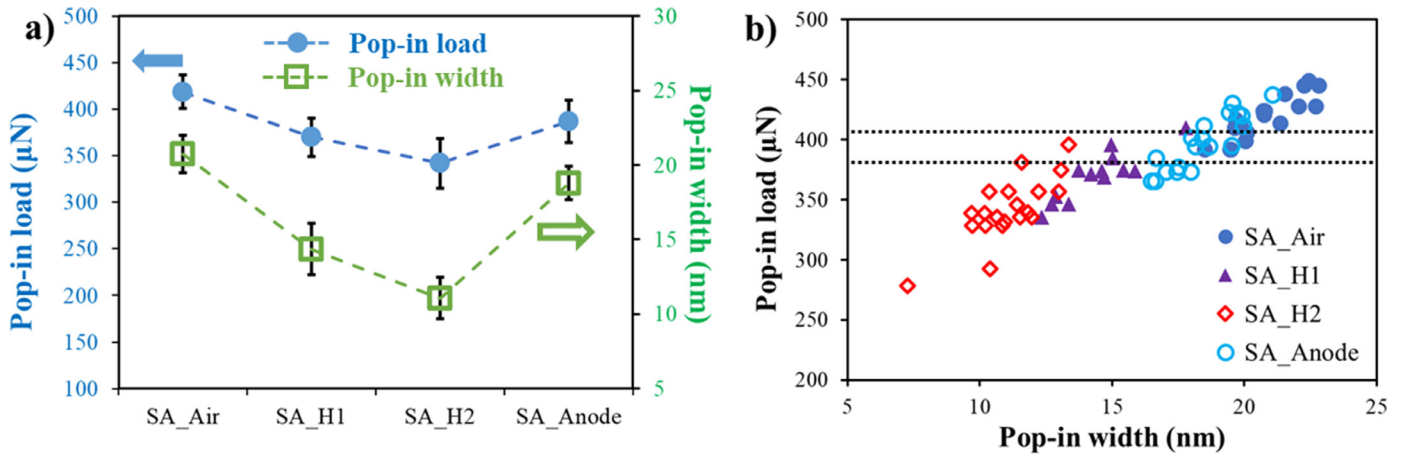 a)
Pop-in load (μN)
500
450
400
350
300
250
200
150
100
Pop-in load
Pop-in width
30
25
20
15
10
5
Pop-in width (nm)
SA_Air
SA_H1
SA_H2
SA_Anode
b)
Pop-in load (μN)
500
450
400
350
300
250
200
SA_Air
SA_H1
SA_H2
SA_Anode
5
10
15
20
25
Pop-in width (nm)